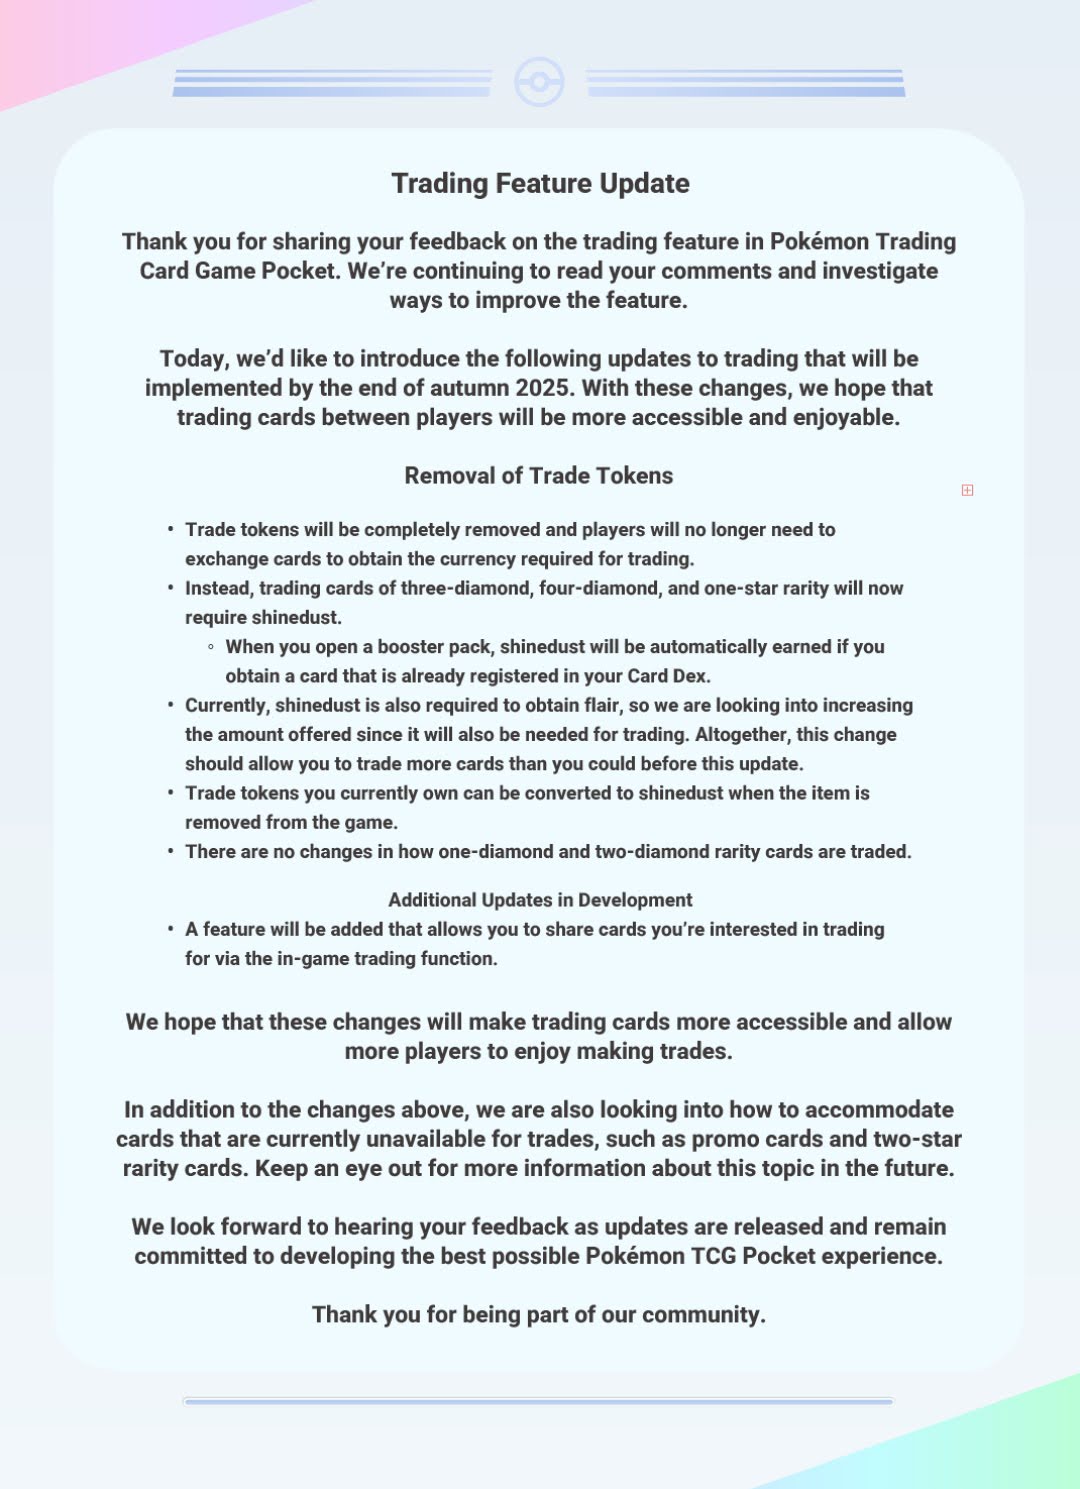 Trading Feature Update
Thank you for sharing your feedback on the trading feature in Pokémon Trading
Card Game Pocket. We’re continuing to read your comments and investigate
ways to improve the feature.
Today, we’d like to introduce the following updates to trading that will be
implemented by the end of autumn 2025. With these changes, we hope that
trading cards between players will be more accessible and enjoyable.
Removal of Trade Tokens
• Trade tokens will be completely removed and players will no longer need to
exchange cards to obtain the currency required for trading.
• Instead, trading cards of three-diamond, four-diamond, and one-star rarity will now
require shinedust.
◦ When you open a booster pack, shinedust will be automatically earned if you
obtain a card that is already registered in your Card Dex.
• Currently, shinedust is also required to obtain flair, so we are looking into increasing
the amount offered since it will also be needed for trading. Altogether, this change
should allow you to trade more cards than you could before this update.
• Trade tokens you currently own can be converted to shinedust when the item is
removed from the game.
• There are no changes in how one-diamond and two-diamond rarity cards are traded.
Additional Updates in Development
• A feature will be added that allows you to share cards you’re interested in trading
for via the in-game trading function.
We hope that these changes will make trading cards more accessible and allow
more players to enjoy making trades.
In addition to the changes above, we are also looking into how to accommodate
cards that are currently unavailable for trades, such as promo cards and two-star
rarity cards. Keep an eye out for more information about this topic in the future.
We look forward to hearing your feedback as updates are released and remain
committed to developing the best possible Pokémon TCG Pocket experience.
Thank you for being part of our community.